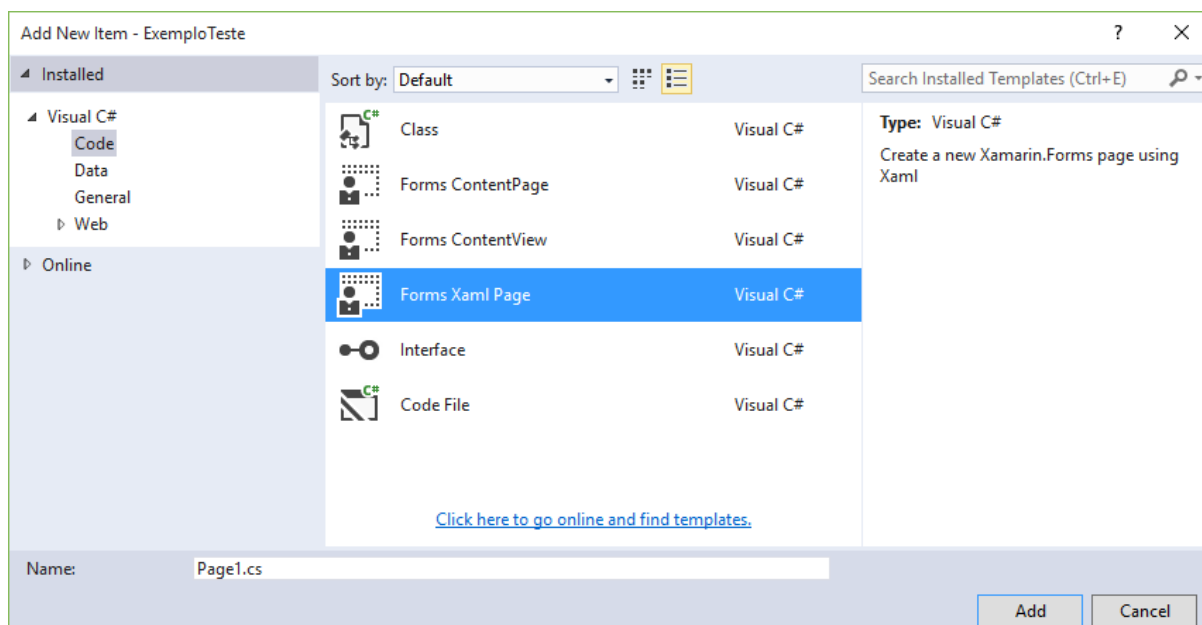 Add New Item - ExemploTeste
?
Installed
Sort by: Default
Search Installed Templates (Ctrl+E)
Visual C#
Code
Data
General
Web
Online
C#
Class Visual C#
Forms ContentPage Visual C#
Forms ContentView Visual C#
Forms Xaml Page Visual C#
Interface Visual C#
C#
Code File Visual C#
Click here to go online and find templates.
Type: Visual C#
Create a new Xamarin.Forms page using
Xaml
Name: Page1.cs
Add Cancel